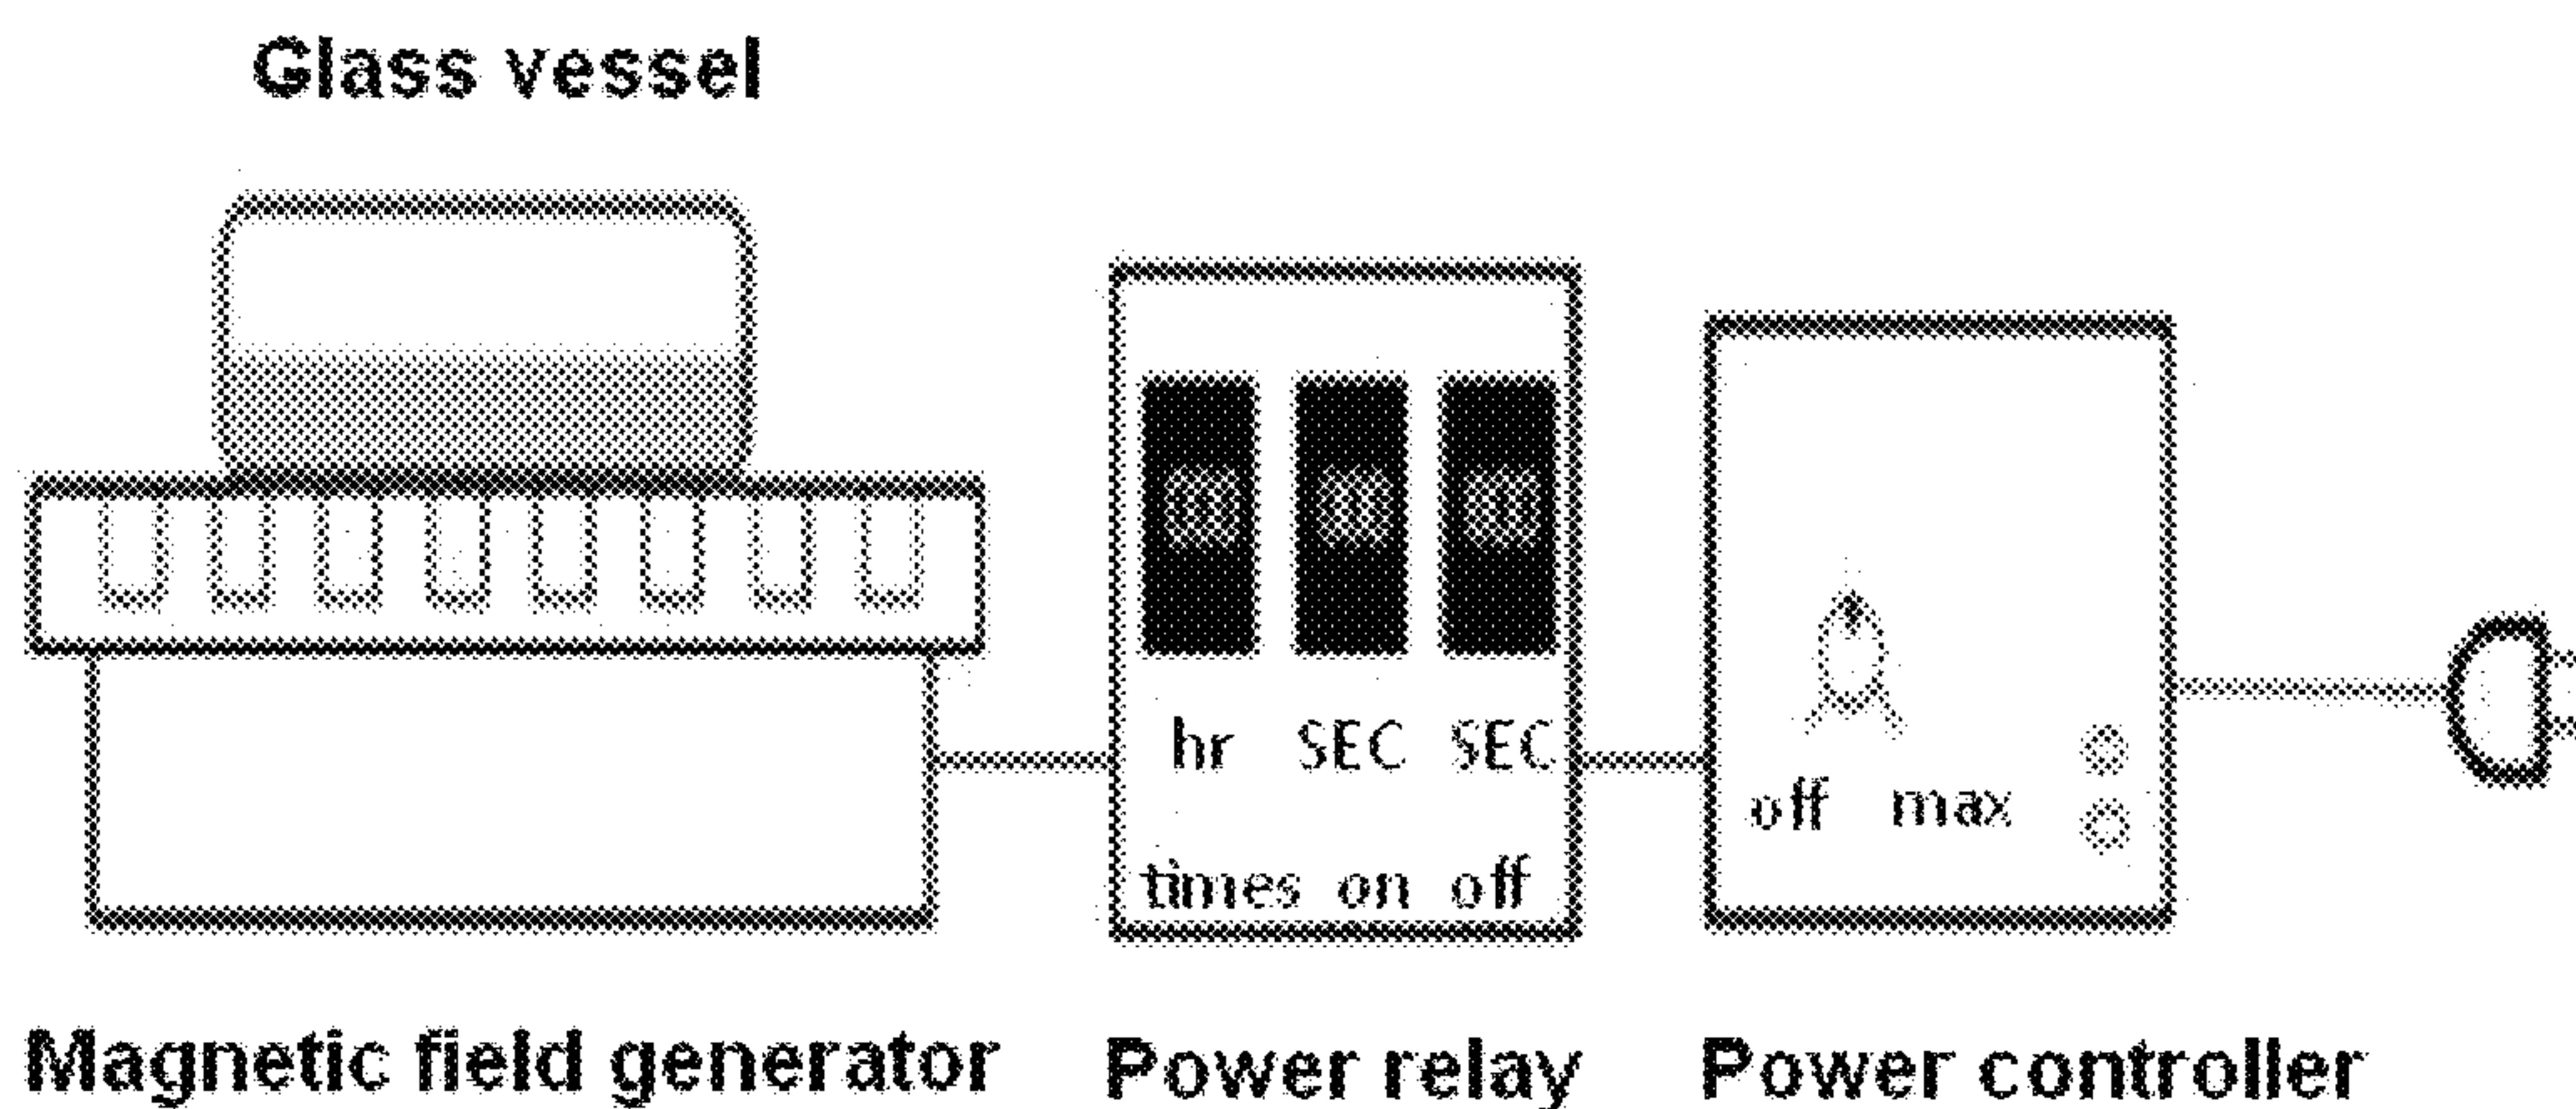 Glass vessel
hr SEC SEC
times on off
off max
Magnetic field generator
Power relay
Power controller